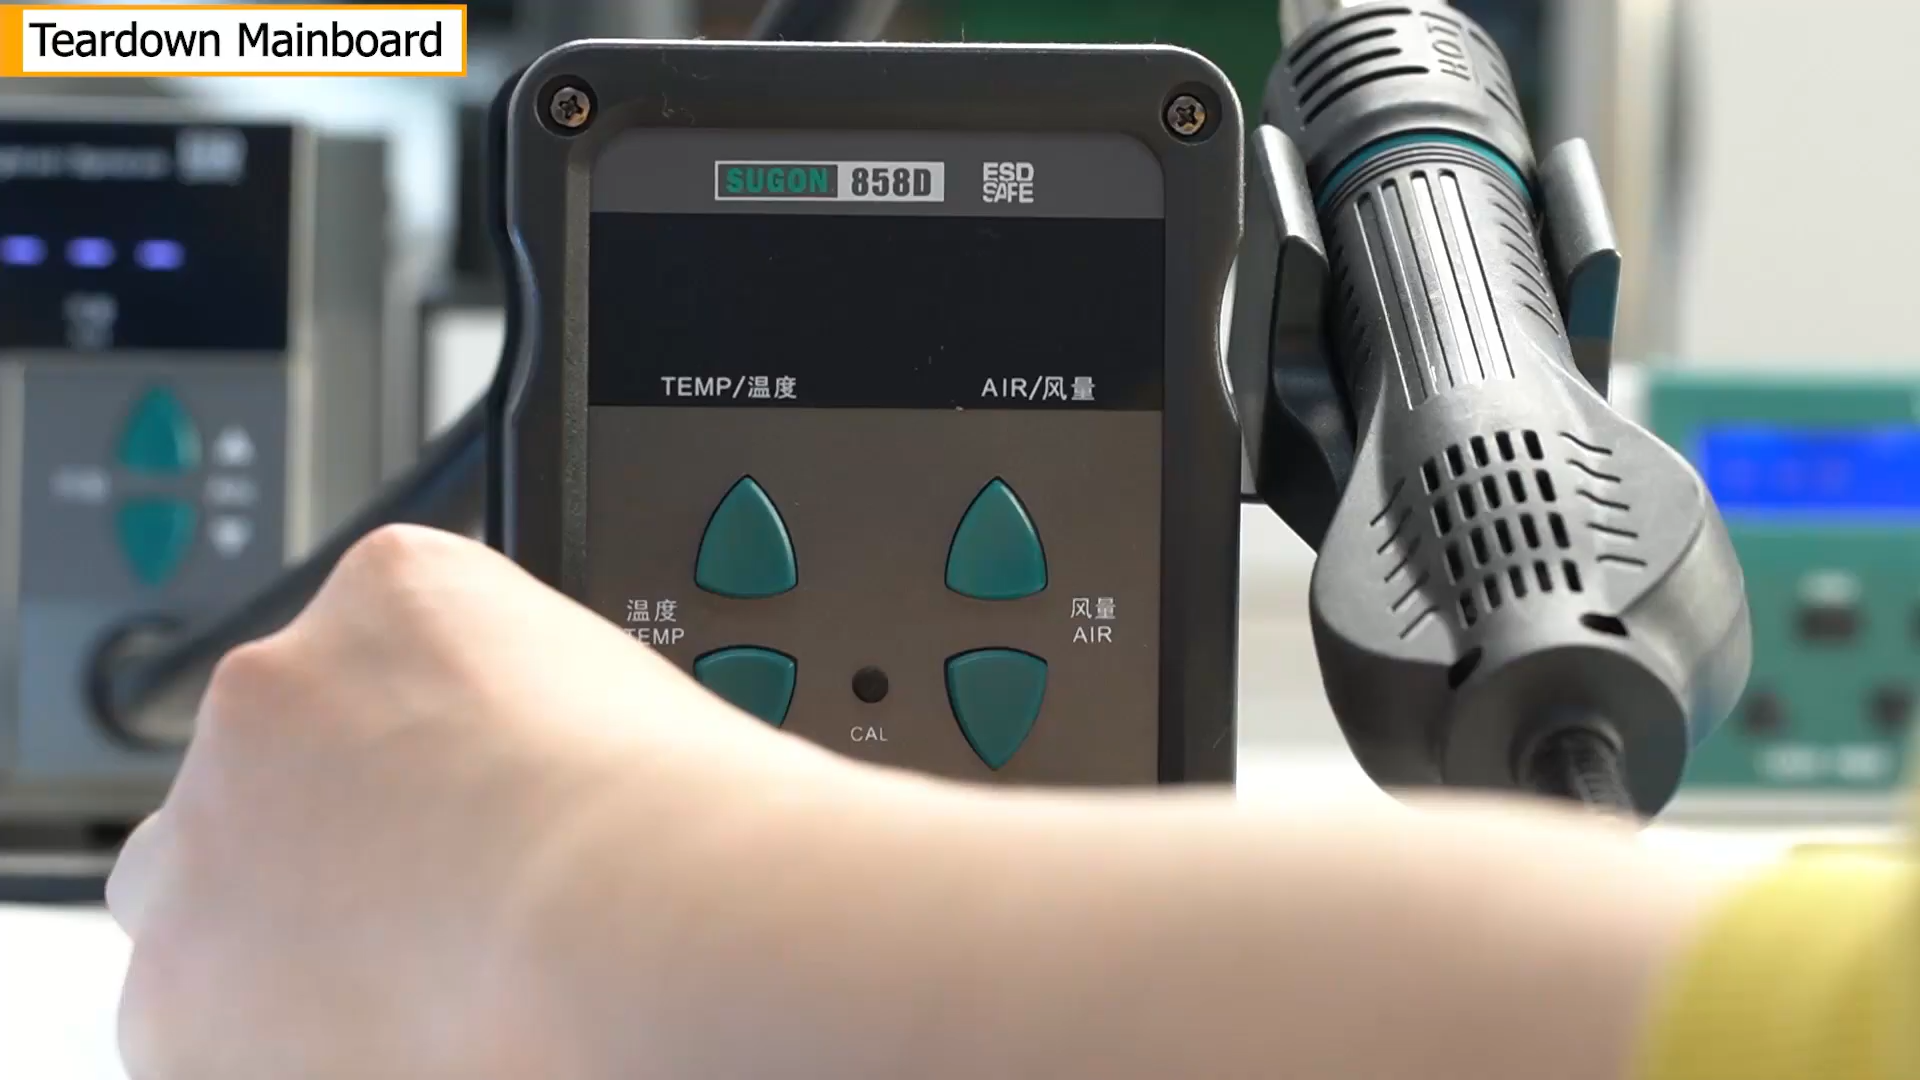 Teardown Mainboard
SUGON 858D
ESD
SAFE
TEMP/温度
AIR/风量
温度
TEMP
风量
AIR
CAL